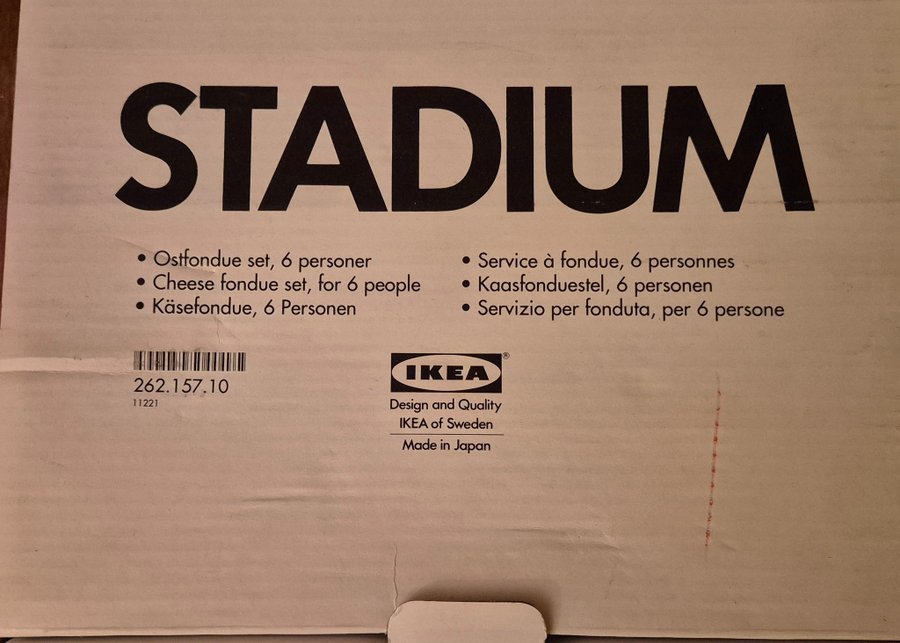 STADIUM
• Ostfondue set, 6 personer
• Cheese fondue set, for 6 people
• Käsefondue, 6 Personen
• Service à fondue, 6 personnes
• Kaasfonduestel, 6 personen
• Servizio per fonduta, per 6 persone
262.157.10
11221
IKEA®
Design and Quality
IKEA of Sweden
Made in Japan